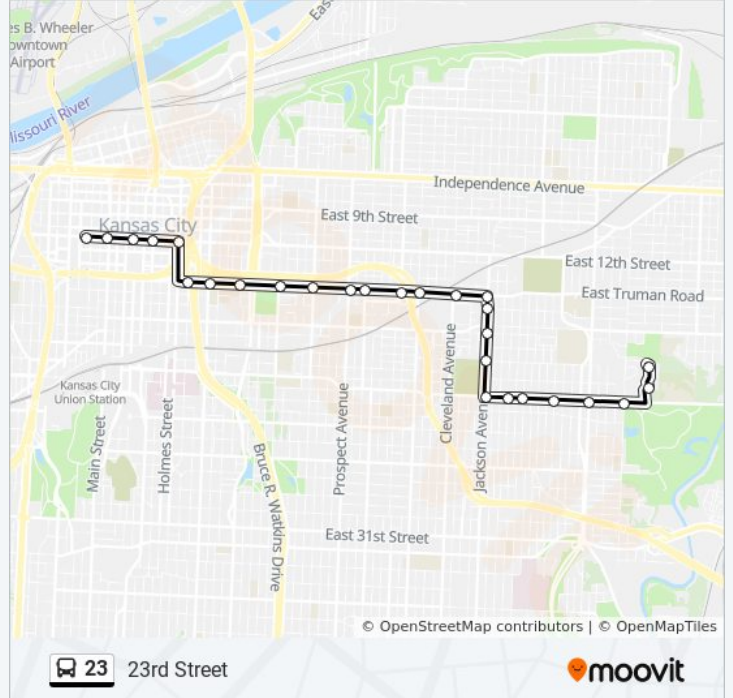 es B. Wheeler
owntown
Airport
Eas
Missouri River
Independence Avenue
Kansas City
East 9th Street
East 12th Street
East Truman Road
Kansas City
Union Station
Main Street
Holmes Street
Bruce R. Watkins Drive
Prospect Avenue
Cleveland Avenue
Jackson Aven
East 31st Street
© OpenStreetMap contributors | © OpenMapTiles
23 23rd Street
moovit